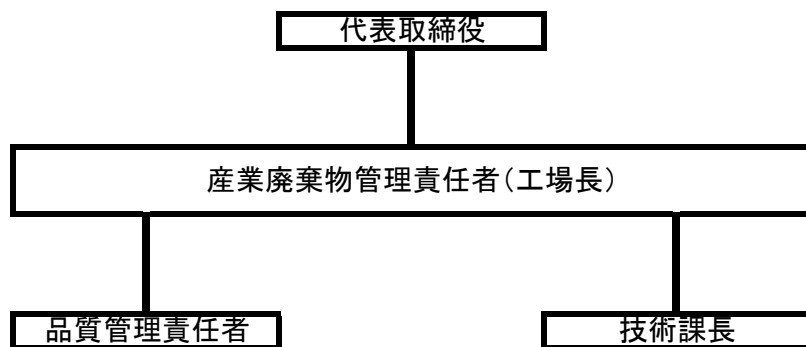 代表取締役
産業廃棄物管理責任者(工場長)
品質管理責任者
技術課長